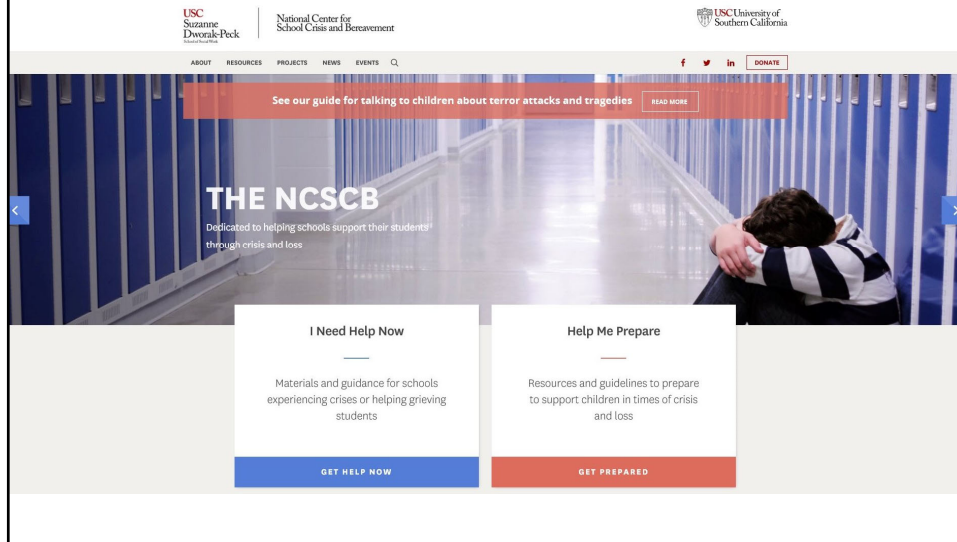 USC
Suzanne
Dworak-Peck
School of Social Work
National Center for
School Crisis and Bereavement
USC University of
Southern California
ABOUT RESOURCES PROJECTS NEWS EVENTS
DONATE
See our guide for talking to children about terror attacks and tragedies READ MORE
THE NCSCB
Dedicated to helping schools support their students
through crisis and loss
I Need Help Now
Materials and guidance for schools
experiencing crises or helping grieving
students
GET HELP NOW
Help Me Prepare
Resources and guidelines to prepare
to support children in times of crisis
and loss
GET PREPARED